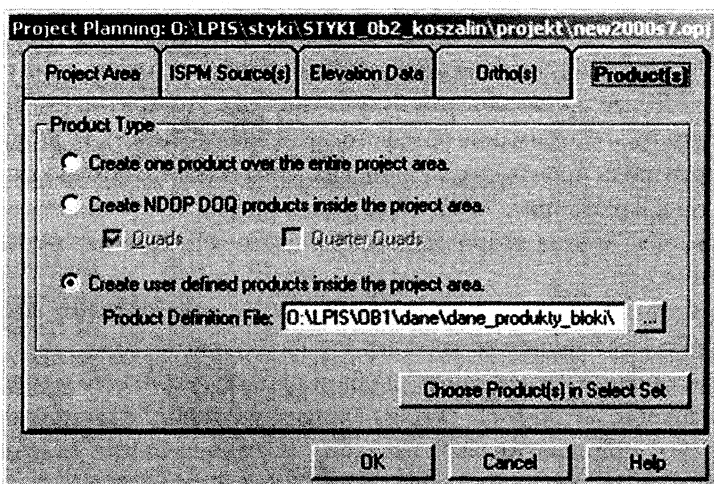 Project Planning: O:\LPIS\styki\STYKI_0b2_koszalin\projekt\new2000s7.opj
Project Area ISPM Source(s) Elevation Data Ortho(s) Product(s)
Product Type
Create one product over the entire project area.
Create NDOP DOQ products inside the project area.
Quads Quarter Quads
Create user defined products inside the project area.
Product Definition File: O:\LPIS\OB1\dane\dane_produkty_bloki\ ...
Choose Product(s) in Select Set
OK Cancel Help